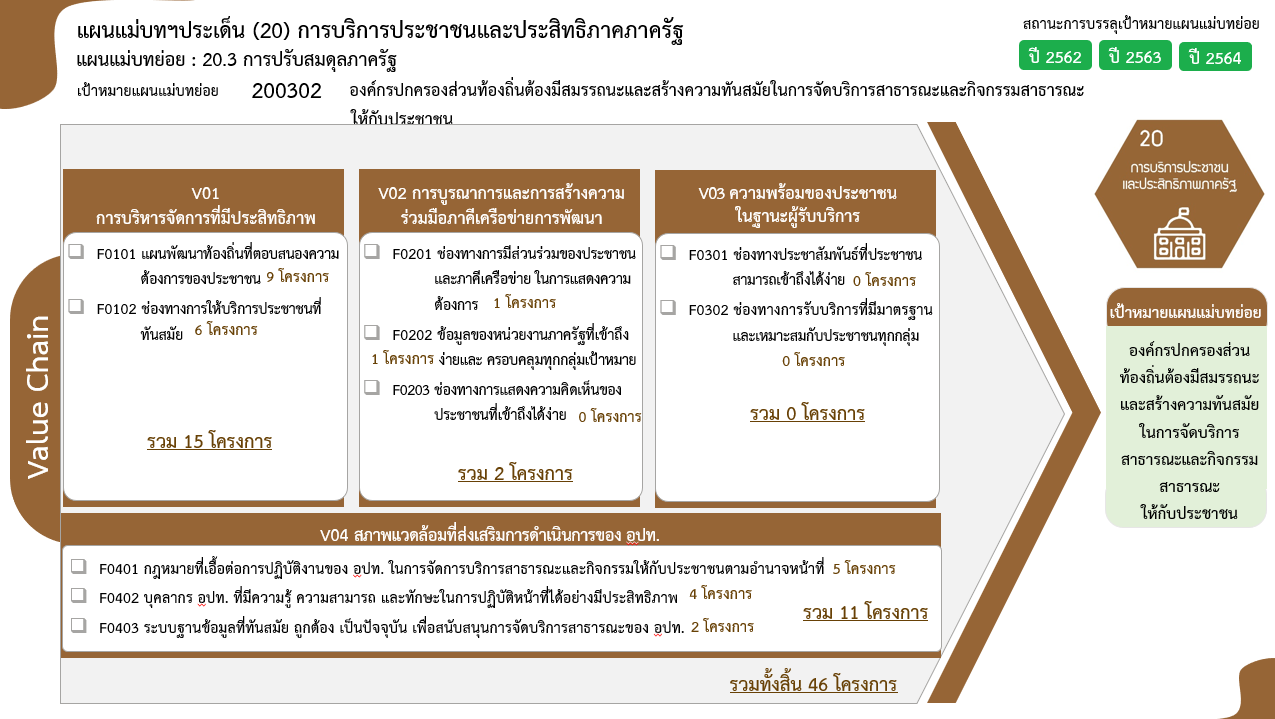 แผนแม่บทฯประเด็น (20) การบริการประชาชนและประสิทธิภาคภาครัฐ
แผนแม่บทย่อย : 20.3 การปรับสมดุลภาครัฐ
เป้าหมายแผนแม่บทย่อย 200302 องค์กรปกครองส่วนท้องถิ่นต้องมีสมรรถนะและสร้างความทันสมัยในการจัดบริการสาธารณะและกิจกรรมสาธารณะ
ให้กับประชาชน
สถานะการบรรลุเป้าหมายแผนแม่บทย่อย
ปี 2562 ปี 2563 ปี 2564
Value Chain
V01
การบริหารจัดการที่มีประสิทธิภาพ
F0101 แผนพัฒนาท้องถิ่นที่ตอบสนองความ
ต้องการของประชาชน 9 โครงการ
F0102 ช่องทางการให้บริการประชาชนที่
ทันสมัย 6 โครงการ
รวม 15 โครงการ
V02 การบูรณาการและการสร้างความ
ร่วมมือภาคีเครือข่ายการพัฒนา
F0201 ช่องทางการมีส่วนร่วมของประชาชน
และภาคีเครือข่าย ในการแสดงความ
ต้องการ 1 โครงการ
F0202 ข้อมูลของหน่วยงานภาครัฐที่เข้าถึง
1 โครงการ ง่ายและ ครอบคลุมทุกกลุ่มเป้าหมาย
F0203 ช่องทางการแสดงความคิดเห็นของ
ประชาชนที่เข้าถึงได้ง่าย 0 โครงการ
รวม 2 โครงการ
V03 ความพร้อมของประชาชน
ในฐานะผู้รับบริการ
F0301 ช่องทางประชาสัมพันธ์ที่ประชาชน
สามารถเข้าถึงได้ง่าย 0 โครงการ
F0302 ช่องทางการรับบริการที่มีมาตรฐาน
และเหมาะสมกับประชาชนทุกกลุ่ม
0 โครงการ
รวม 0 โครงการ
V04 สภาพแวดล้อมที่ส่งเสริมการดำเนินการของ อปท.
F0401 กฎหมายที่เอื้อต่อการปฏิบัติงานของ อปท. ในการจัดการบริการสาธารณะและกิจกรรมให้กับประชาชนตามอำนาจหน้าที่ 5 โครงการ
F0402 บุคลากร อปท. ที่มีความรู้ ความสามารถ และทักษะในการปฏิบัติหน้าที่ได้อย่างมีประสิทธิภาพ 4 โครงการ
F0403 ระบบฐานข้อมูลที่ทันสมัย ถูกต้อง เป็นปัจจุบัน เพื่อสนับสนุนการจัดบริการสาธารณะของ อปท. 2 โครงการ
รวม 11 โครงการ
รวมทั้งสิ้น 46 โครงการ
20
การบริการประชาชน
และประสิทธิภาพภาครัฐ
เป้าหมายแผนแม่บทย่อย
องค์กรปกครองส่วน
ท้องถิ่นต้องมีสมรรถนะ
และสร้างความทันสมัย
ในการจัดบริการ
สาธารณะและกิจกรรม
สาธารณะ
ให้กับประชาชน